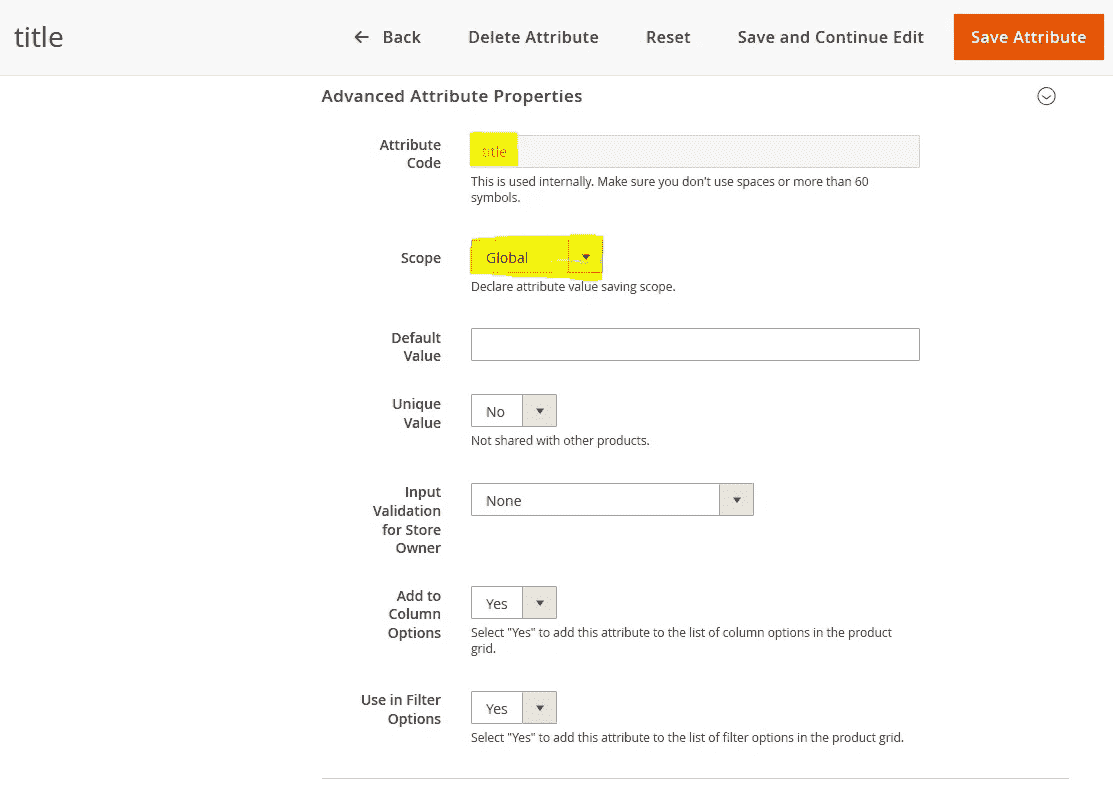 title
Back
Delete Attribute
Reset
Save and Continue Edit
Save Attribute
Advanced Attribute Properties
Attribute
Code
title
This is used internally. Make sure you don't use spaces or more than 60
symbols.
Scope
Global
Declare attribute value saving scope.
Default
Value
Unique
Value
No
Not shared with other products.
Input
Validation
for Store
Owner
None
Add to
Column
Options
Yes
Select "Yes" to add this attribute to the list of column options in the product
grid.
Use in Filter
Options
Yes
Select "Yes" to add this attribute to the list of filter options in the product grid.